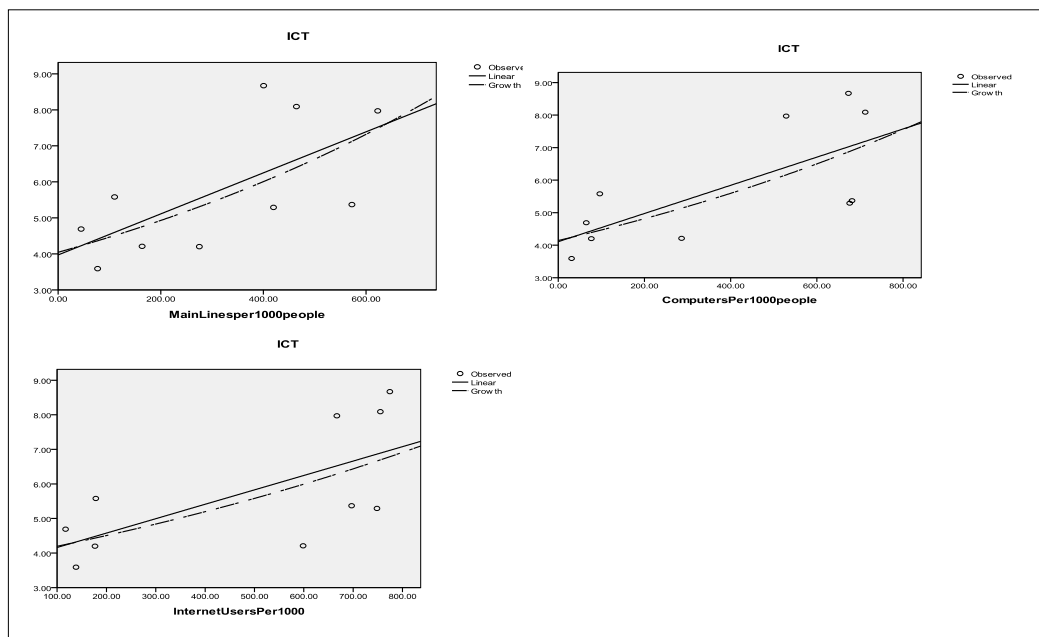 ICT
9.00
8.00
7.00
6.00
5.00
4.00
3.00
0.00 200.00 400.00 600.00
MainLinesper1000people
Observe
Linear
Growth
ICT
9.00
8.00
7.00
6.00
5.00
4.00
3.00
0.00 200.00 400.00 600.00 800.00
ComputersPer1000people
Observed
Linear
Growth
ICT
9.00
8.00
7.00
6.00
5.00
4.00
3.00
100.00 200.00 300.00 400.00 500.00 600.00 700.00 800.00
InternetUsersPer1000
Observed
Linear
Growth